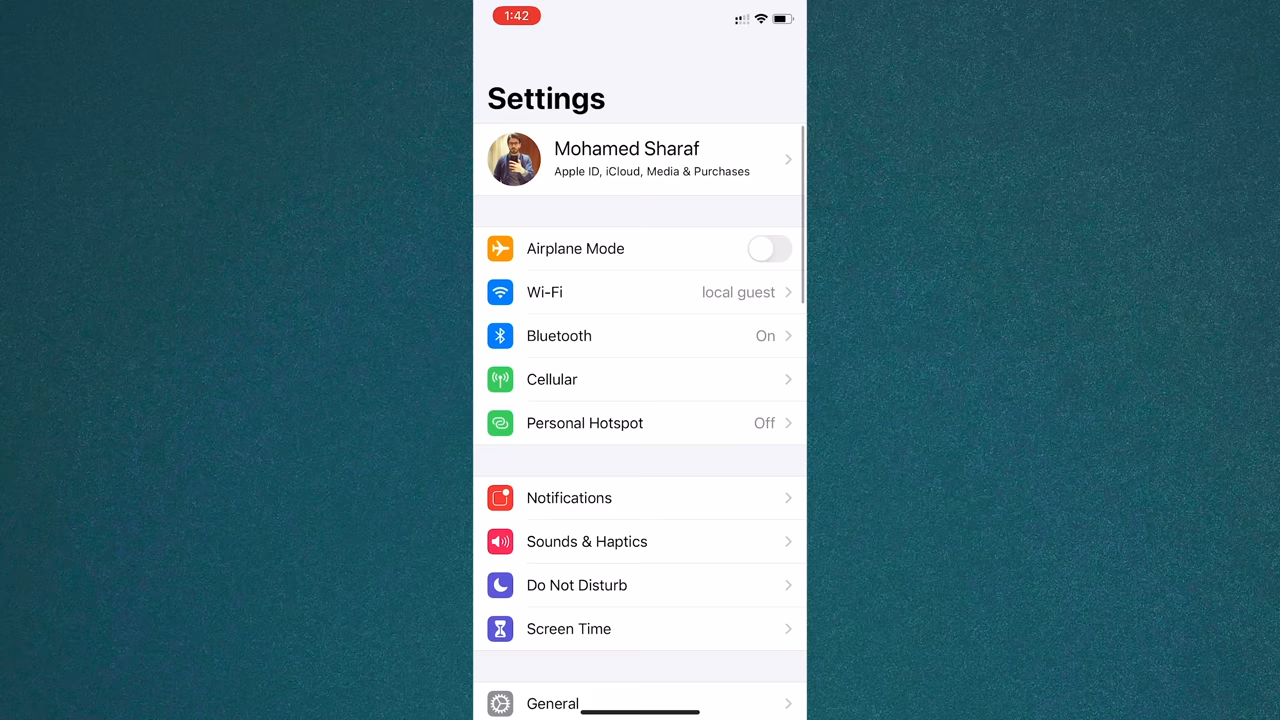 1:42
Settings
Mohamed Sharaf
Apple ID, iCloud, Media & Purchases
Airplane Mode
Wi-Fi local guest
Bluetooth On
Cellular
Personal Hotspot Off
Notifications
Sounds & Haptics
Do Not Disturb
Screen Time
General